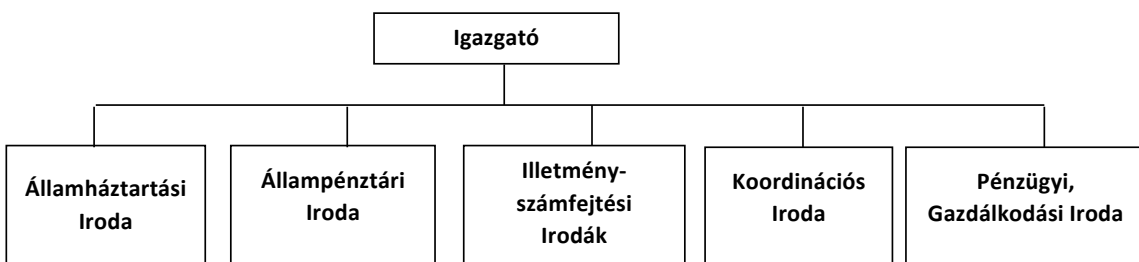 Igazgató
Államháztartási
Iroda
Állampénztári
Iroda
Illetmény-
számfejtési
Irodák
Koordinációs
Iroda
Pénzügyi,
Gazdálkodási Iroda